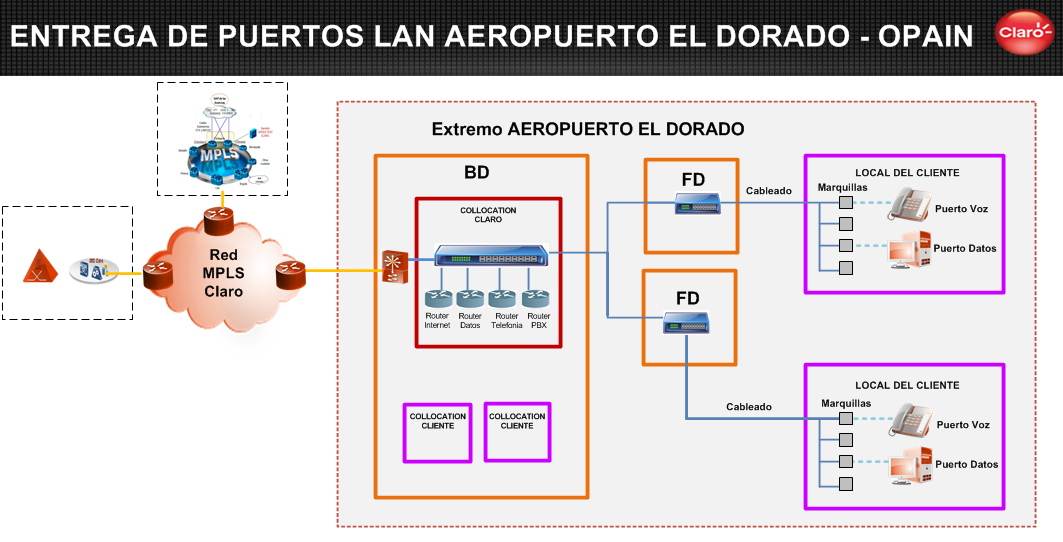 ENTREGA DE PUERTOS LAN AEROPUERTO EL DORADO - OPAIN
Claro
MPLS
Red
MPLS
Claro
Extremo AEROPUERTO EL DORADO
BD
COLLOCATION
CLARO
Router
Internet
Router
Datos
Router
Telefonia
Router
PBX
COLLOCATION
CLIENTE
COLLOCATION
CLIENTE
FD
Cableado
FD
Cableado
LOCAL DEL CLIENTE
Marquillas
Puerto Voz
Puerto Datos
LOCAL DEL CLIENTE
Marquillas
Puerto Voz
Puerto Datos